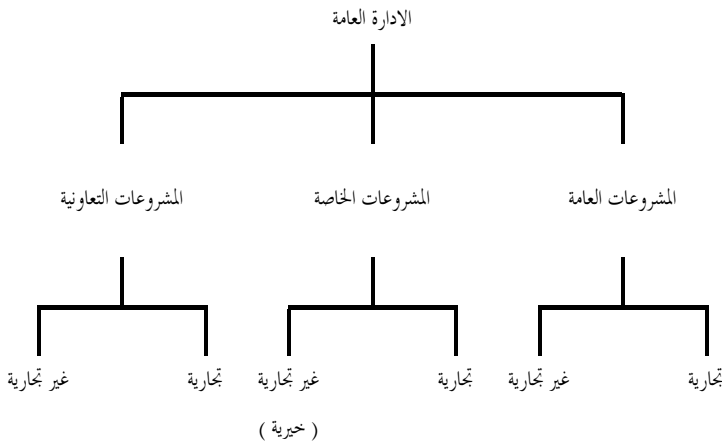 الادارة العامة
المشروعات العامة المشروعات الخاصة المشروعات التعاونية
تجارية غير تجارية تجارية غير تجارية تجارية غير تجارية
( خيرية )